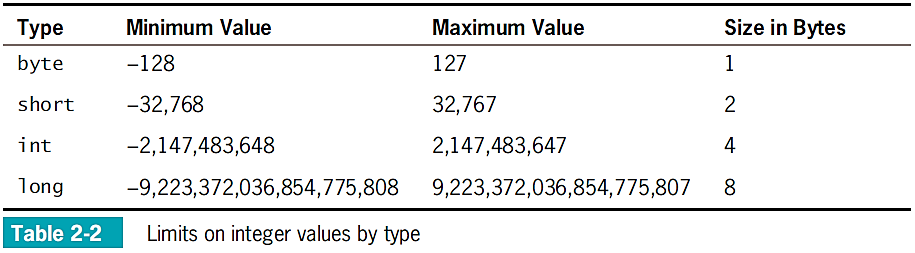 Type Minimum Value Maximum Value Size in Bytes
byte –128 127 1
short –32,768 32,767 2
int –2,147,483,648 2,147,483,647 4
long –9,223,372,036,854,775,808 9,223,372,036,854,775,807 8
Table 2-2 Limits on integer values by type